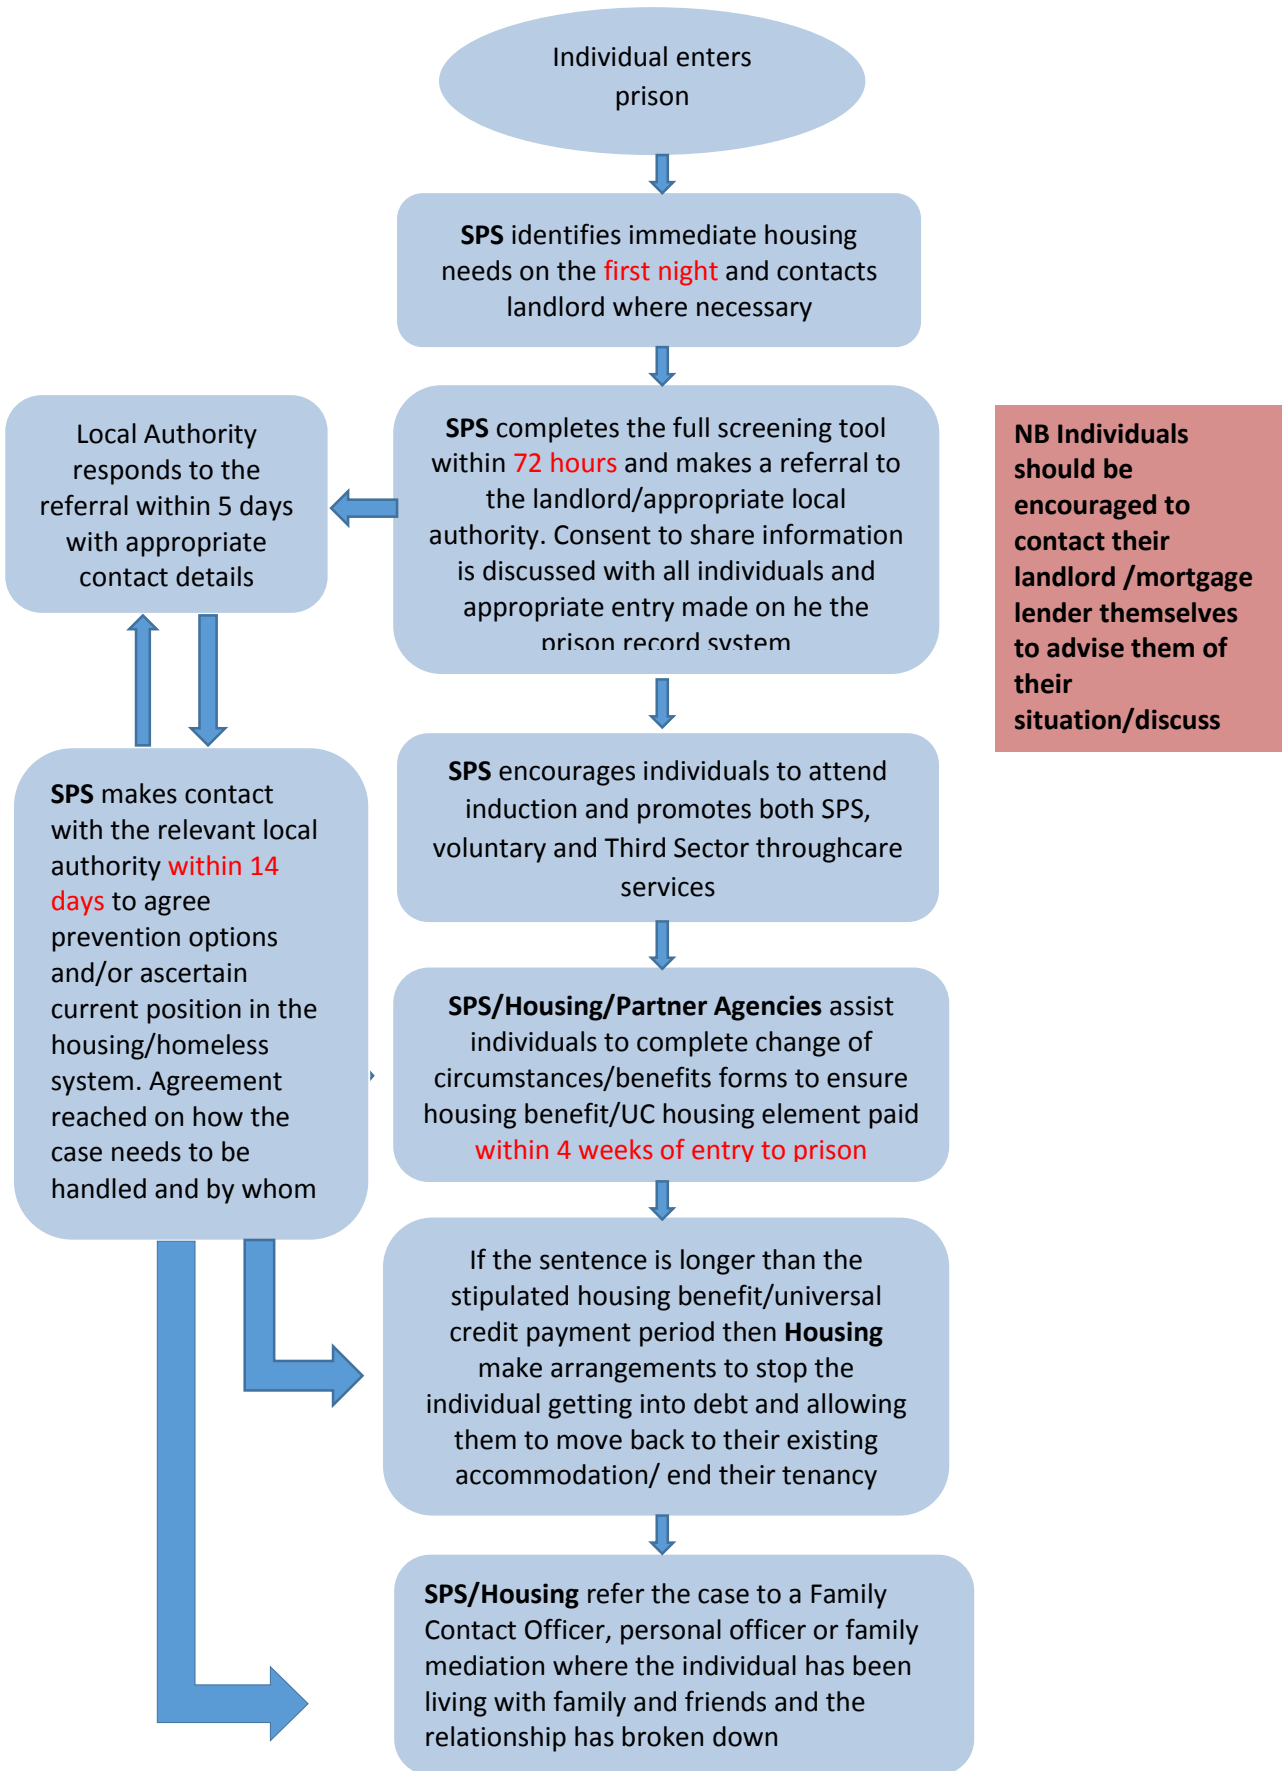 Individual enters
prison
SPS identifies immediate housing
needs on the first night and contacts
landlord where necessary
SPS completes the full screening tool
within 72 hours and makes a referral to
the landlord/appropriate local
authority. Consent to share information
is discussed with all individuals and
appropriate entry made on he the
prison record system
Local Authority
responds to the
referral within 5 days
with appropriate
contact details
NB Individuals
should be
encouraged to
contact their
landlord /mortgage
lender themselves
to advise them of
their
situation/discuss
SPS makes contact
with the relevant local
authority within 14
days to agree
prevention options
and/or ascertain
current position in the
housing/homeless
system. Agreement
reached on how the
case needs to be
handled and by whom
SPS encourages individuals to attend
induction and promotes both SPS,
voluntary and Third Sector throughcare
services
SPS/Housing/Partner Agencies assist
individuals to complete change of
circumstances/benefits forms to ensure
housing benefit/UC housing element paid
within 4 weeks of entry to prison
If the sentence is longer than the
stipulated housing benefit/universal
credit payment period then Housing
make arrangements to stop the
individual getting into debt and allowing
them to move back to their existing
accommodation/ end their tenancy
SPS/Housing refer the case to a Family
Contact Officer, personal officer or family
mediation where the individual has been
living with family and friends and the
relationship has broken down